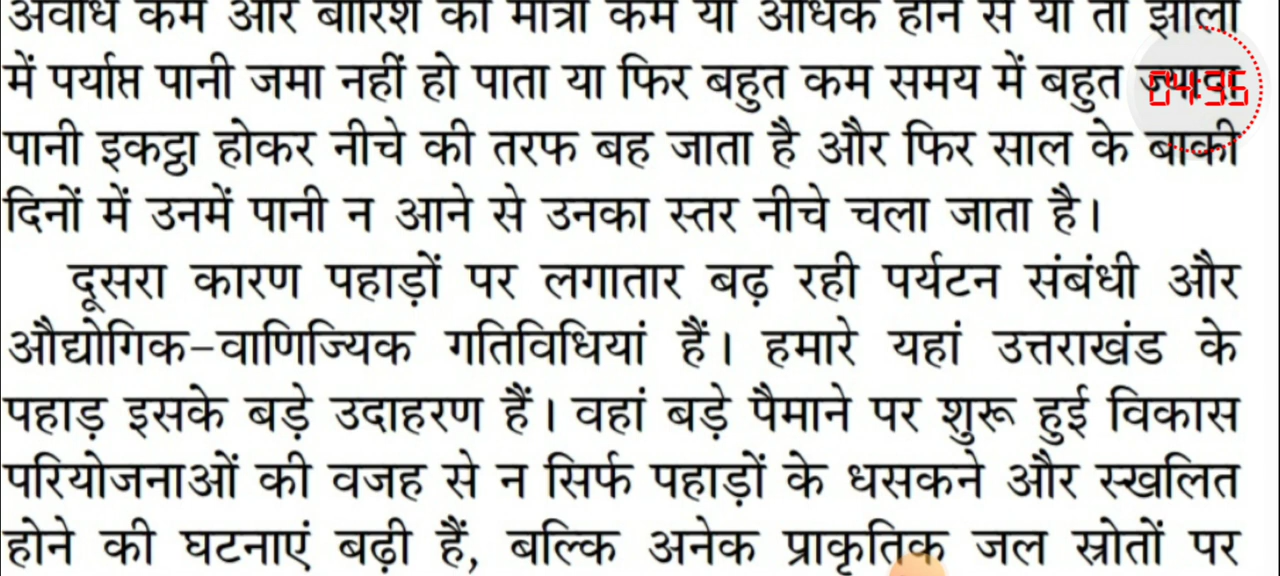 अवधि कम और बारिश की मात्रा कम या अधिक होने से या तो झीलों
में पर्याप्त पानी जमा नहीं हो पाता या फिर बहुत कम समय में बहुत ज्यादा
04:35
पानी इकट्ठा होकर नीचे की तरफ बह जाता है और फिर साल के बाकी
दिनों में उनमें पानी न आने से उनका स्तर नीचे चला जाता है।
दूसरा कारण पहाड़ों पर लगातार बढ़ रही पर्यटन संबंधी और
औद्योगिक-वाणिज्यिक गतिविधियां हैं। हमारे यहां उत्तराखंड के
पहाड़ इसके बड़े उदाहरण हैं। वहां बड़े पैमाने पर शुरू हुई विकास
परियोजनाओं की वजह से न सिर्फ पहाड़ों के धसकने और स्खलित
होने की घटनाएं बढ़ी हैं, बल्कि अनेक प्राकृतिक जल स्रोतों पर